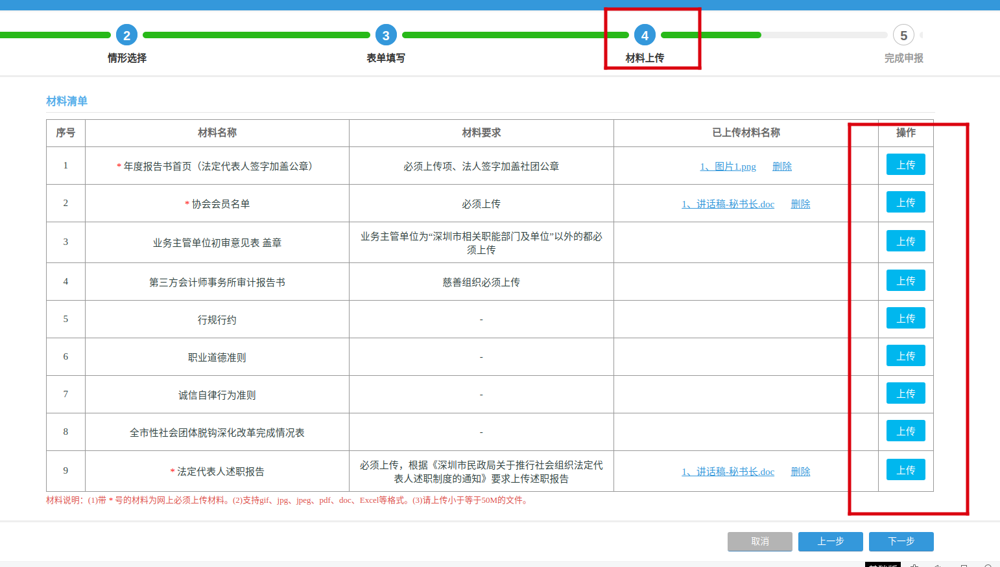 2
3
4
5
情形选择
表单填写
材料上传
完成申报
材料清单
序号 材料名称 材料要求 已上传材料名称 操作
1 * 年度报告书首页（法定代表人签字加盖公章） 必须上传项、法人签字加盖社团公章 1、图片1.png 删除 上传
2 * 协会会员名单 必须上传 1、讲话稿-秘书长.doc 删除 上传
3 业务主管单位初审意见表 盖章 业务主管单位为“深圳市相关职能部门及单位”以外的都必
须上传 上传
4 第三方会计师事务所审计报告书 慈善组织必须上传 上传
5 行规行约 - 上传
6 职业道德准则 - 上传
7 诚信自律行为准则 - 上传
8 全市性社会团体脱钩深化改革完成情况表 - 上传
9 * 法定代表人述职报告 必须上传，根据《深圳市民政局关于推行社会组织法定代
表人述职制度的通知》要求上传述职报告 1、讲话稿-秘书长.doc 删除 上传
材料说明：(1)带 * 号的材料为网上必须上传材料。(2)支持gif、jpg、jpeg、pdf、doc、Excel等格式。(3)请上传小于等于50M的文件。
取消 上一步 下一步